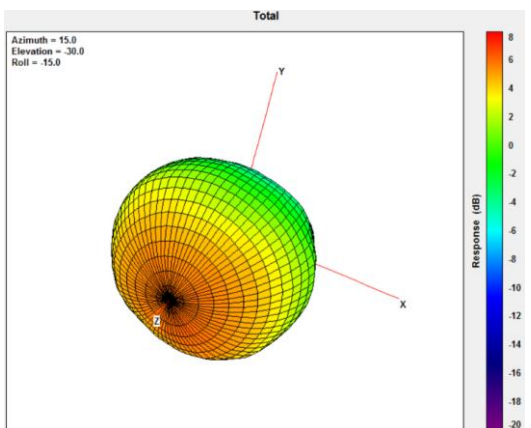 Total
Azimuth = 15.0
Elevation = -30.0
Roll = -15.0
Y
X
Z
8
6
4
2
0
-2
-4
-6
-8
-10
-12
-14
-16
-18
-20
Response (dB)